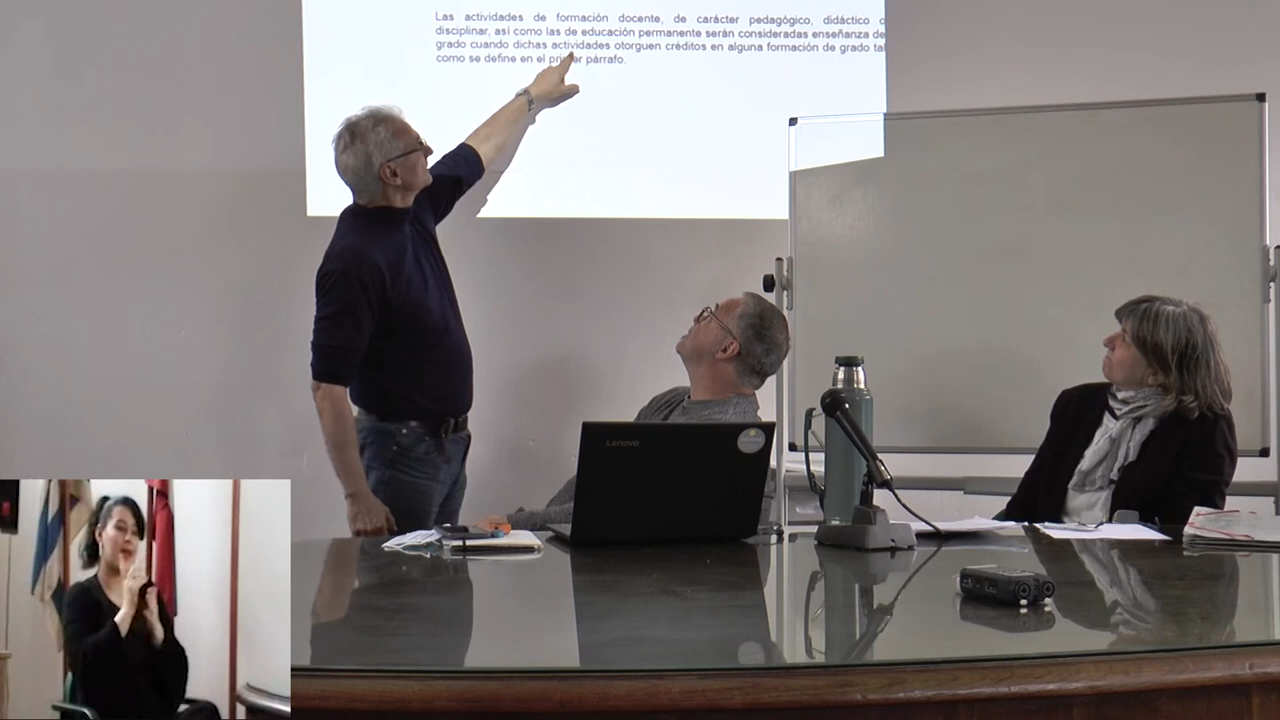 Las actividades de formación docente, de carácter pedagógico, didáctico
disciplinar, así como las de educación permanente serán consideradas enseñanza de
grado cuando dichas actividades otorguen créditos en alguna formación de grado tal
como se define en el primer párrafo.
Lenovo